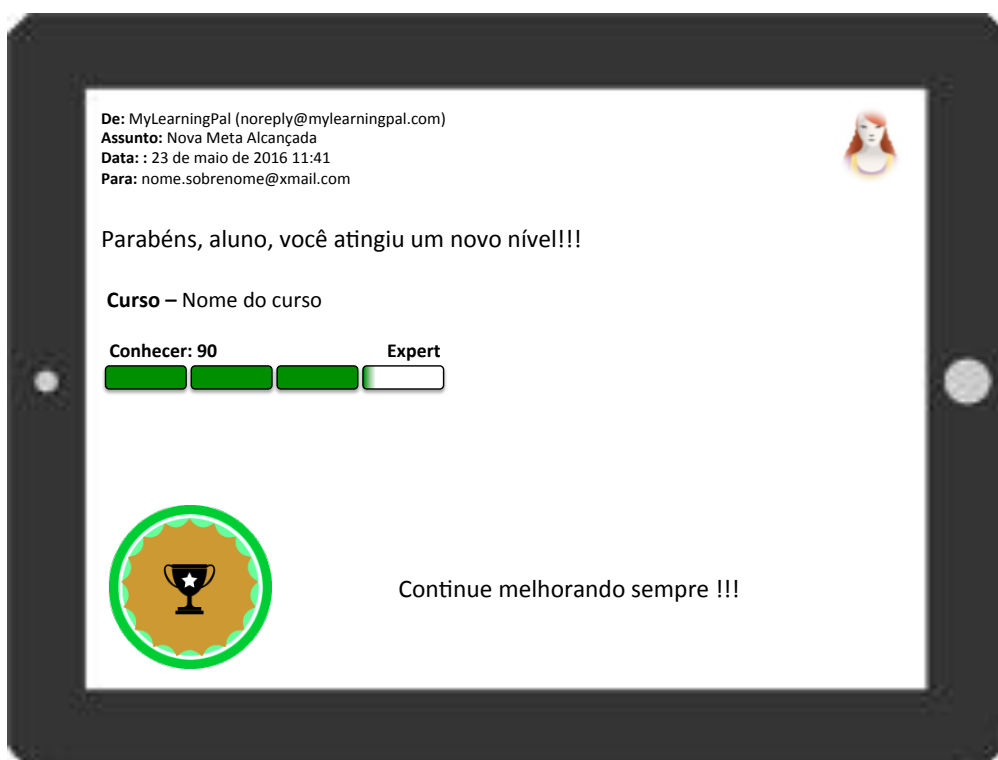 De: MyLearningPal (noreply@mylearningpal.com)
Assunto: Nova Meta Alcançada
Data: : 23 de maio de 2016 11:41
Para: nome.sobrenome@xmail.com
Parabéns, aluno, você atingiu um novo nível!!!
Curso – Nome do curso
Conhecer: 90 Expert
Continue melhorando sempre !!!